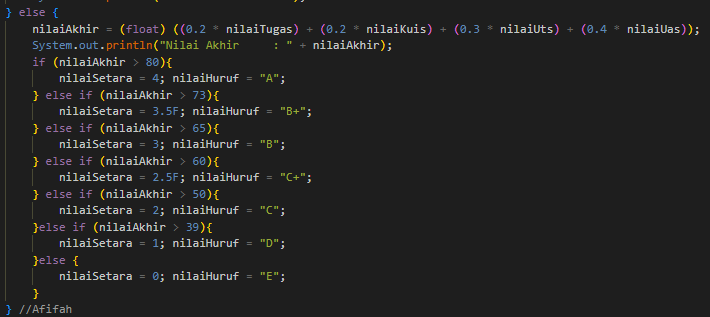 } else {
nilaiAkhir = (float) ((0.2 * nilaiTugas) + (0.2 * nilaiKuis) + (0.3 * nilaiUts) + (0.4 * nilaiUas));
System.out.println("Nilai Akhir     : " + nilaiAkhir);
if (nilaiAkhir > 80){
nilaiSetara = 4; nilaiHuruf = "A";
} else if (nilaiAkhir > 73){
nilaiSetara = 3.5F; nilaiHuruf = "B+";
} else if (nilaiAkhir > 65){
nilaiSetara = 3; nilaiHuruf = "B";
} else if (nilaiAkhir > 60){
nilaiSetara = 2.5F; nilaiHuruf = "C+";
} else if (nilaiAkhir > 50){
nilaiSetara = 2; nilaiHuruf = "C";
}else if (nilaiAkhir > 39){
nilaiSetara = 1; nilaiHuruf = "D";
}else {
nilaiSetara = 0; nilaiHuruf = "E";
}
} //Afifah